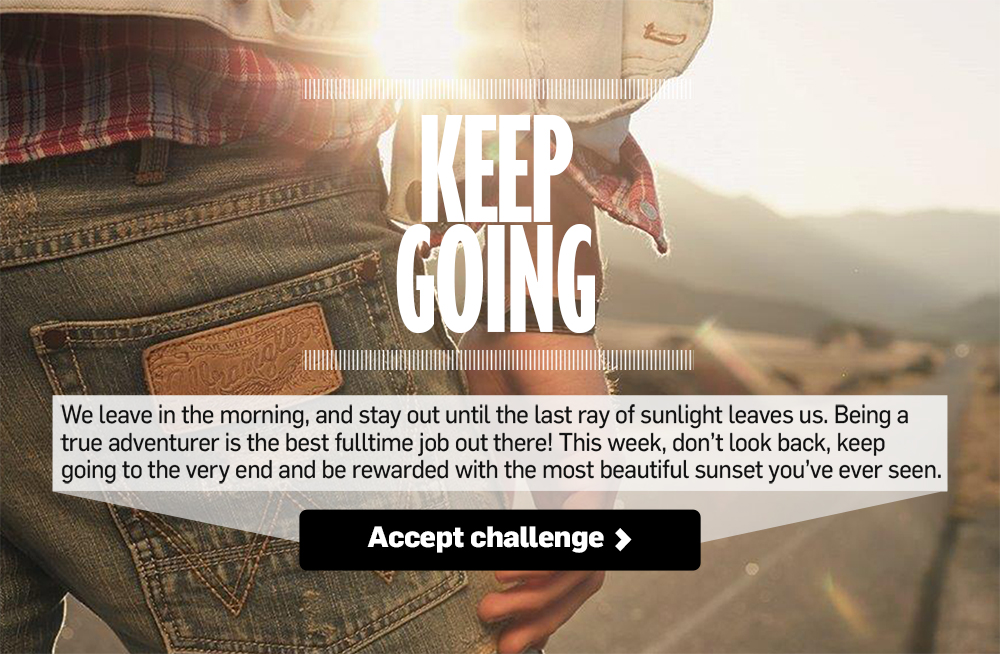 KEEP
GOING
Wrangler
We leave in the morning, and stay out until the last ray of sunlight leaves us. Being a
true adventurer is the best fulltime job out there! This week, don't look back, keep
going to the very end and be rewarded with the most beautiful sunset you've ever seen.
Accept challenge